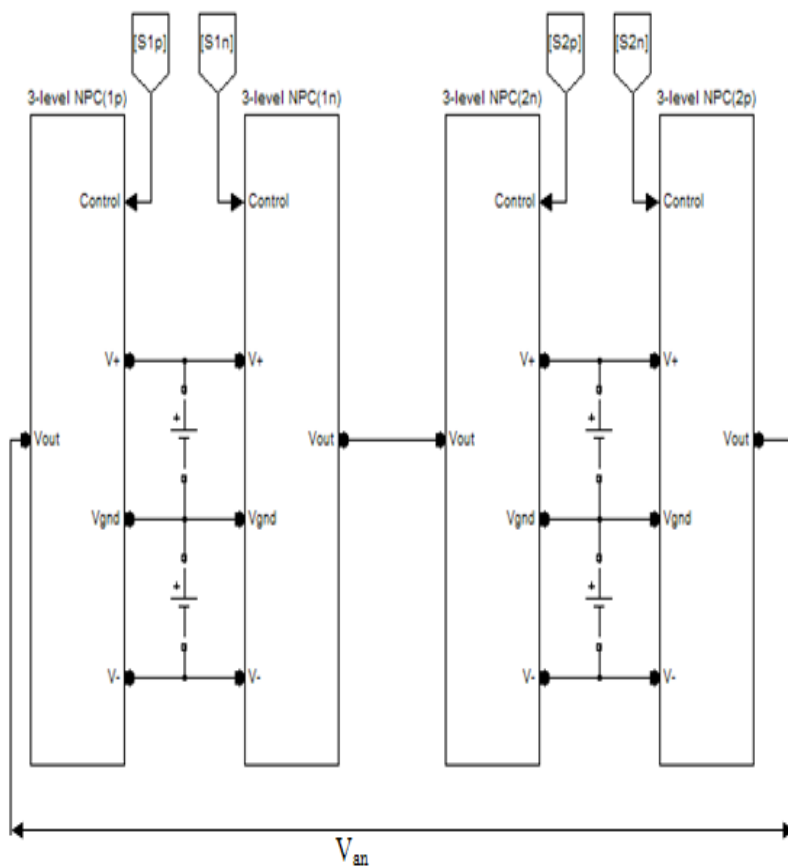 [S1p] [S1n] [S2p] [S2n]
3-level NPC(1p) 3-level NPC(1n) 3-level NPC(2n) 3-level NPC(2p)
Control Control Control Control
V+ V+ V+ V+
+ +
Vout Vout Vout Vout
Vgnd Vgnd Vgnd Vgnd
+ +
V- V- V- V-
Van